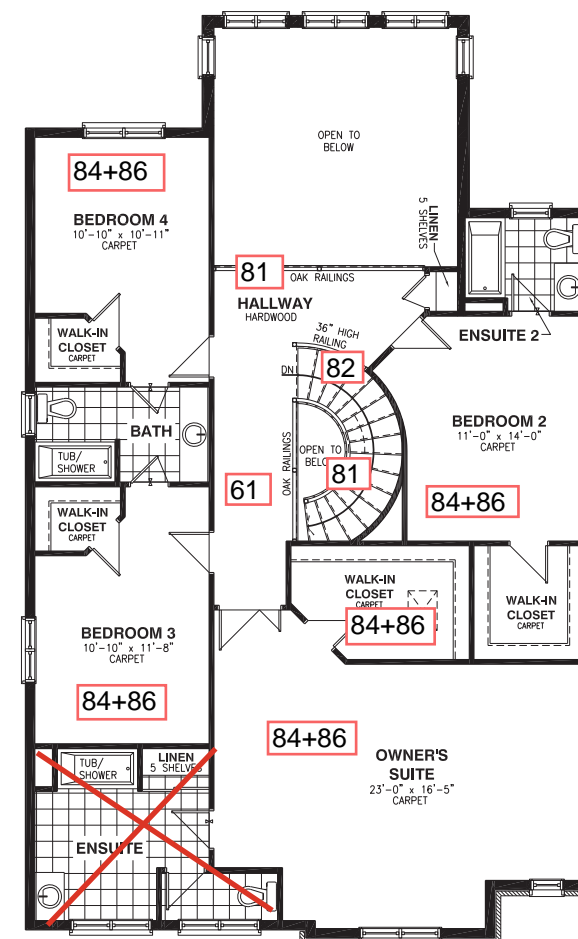 OPEN TO
BELOW
84+86
BEDROOM 4
10'-10" x 10'-11"
CARPET
LINEN
5 SHELVES
81
OAK RAILINGS
HALLWAY
HARDWOOD
36" HIGH
RAILING
ENSUITE 2
WALK-IN
CLOSET
CARPET
DN
82
BATH
TUB/
SHOWER
BEDROOM 2
11'-0" x 14'-0"
CARPET
OPEN TO
BELOW
81
OAK RAILINGS
61
84+86
WALK-IN
CLOSET
CARPET
WALK-IN
CLOSET
CARPET
84+86
WALK-IN
CLOSET
CARPET
BEDROOM 3
10'-10" x 11'-8"
CARPET
84+86
84+86
OWNER'S
SUITE
23'-0" x 16'-5"
CARPET
TUB/
SHOWER
LINEN
5 SHELVES
ENSUITE